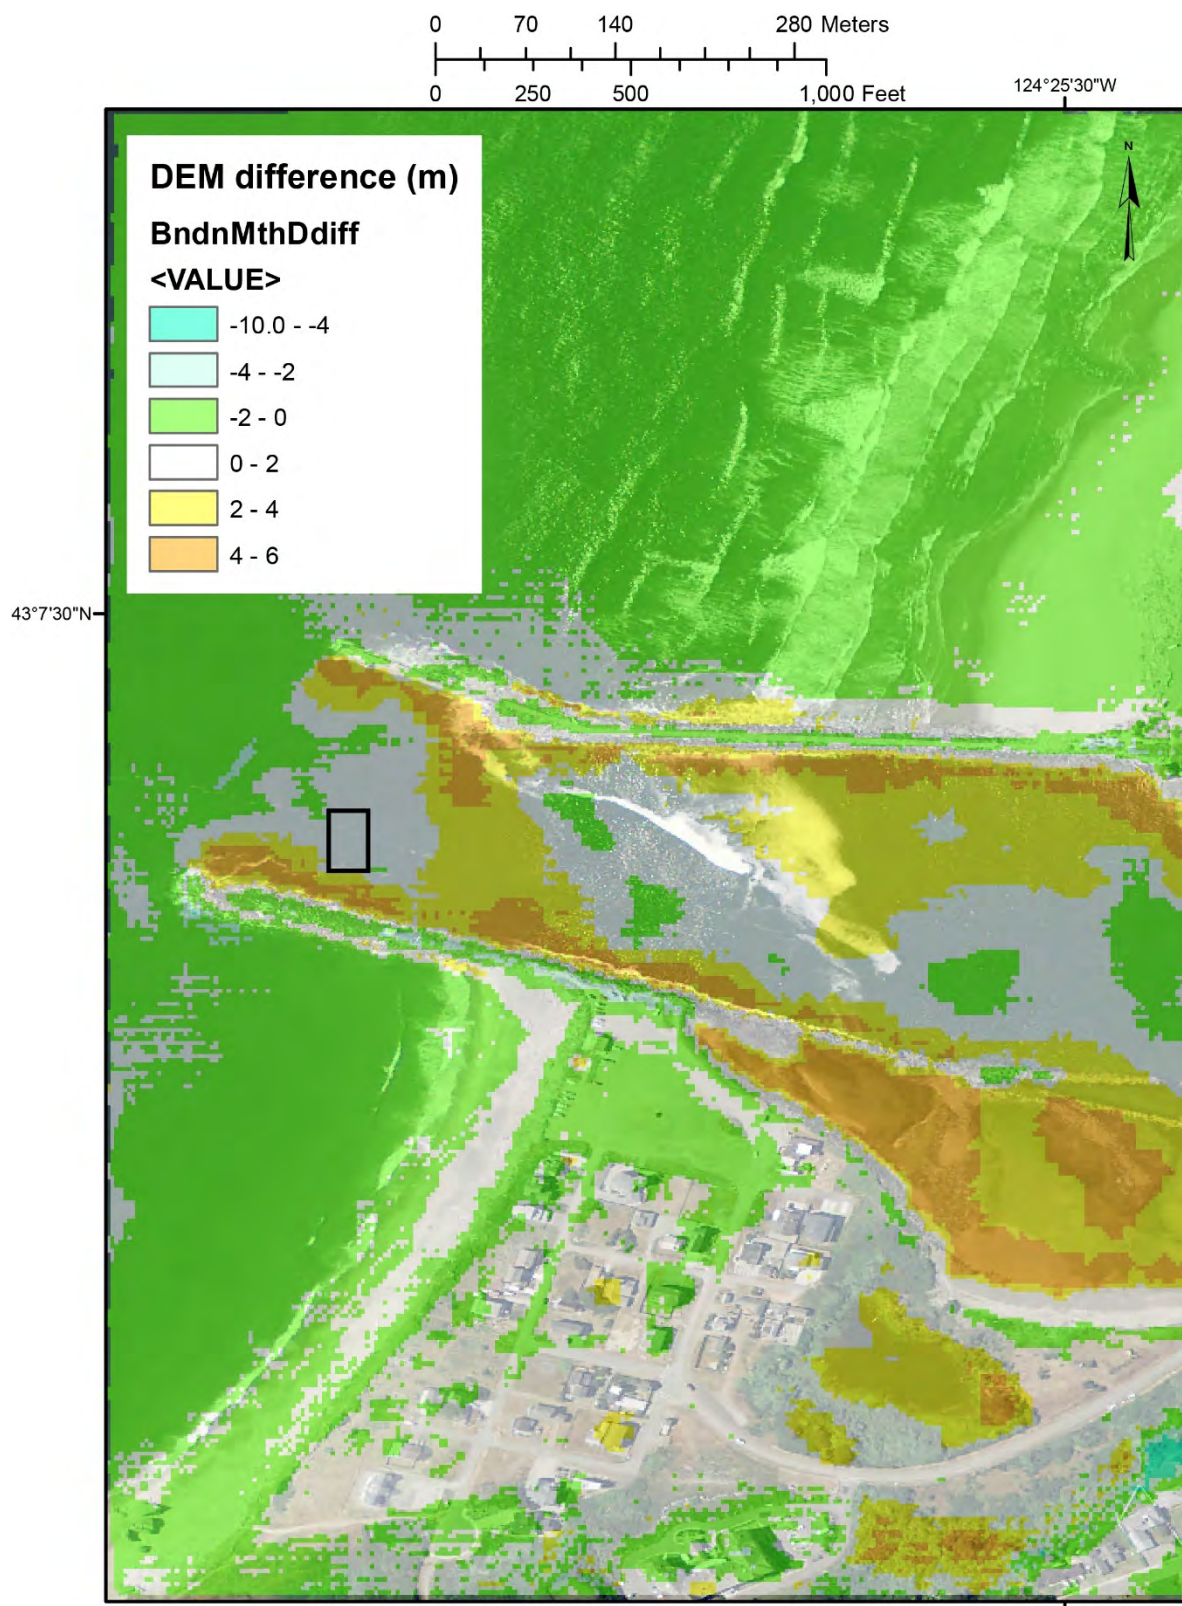 0 70 140 280 Meters
0 250 500 1,000 Feet
124°25'30"W
N
DEM difference (m)
BndnMthDdiff
<VALUE>
-10.0 - -4
-4 - -2
-2 - 0
0 - 2
2 - 4
4 - 6
43°7'30"N